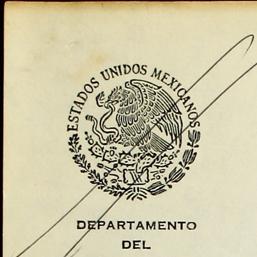 ESTADOS UNIDOS MEXICANOS
DEPARTAMENTO
DEL